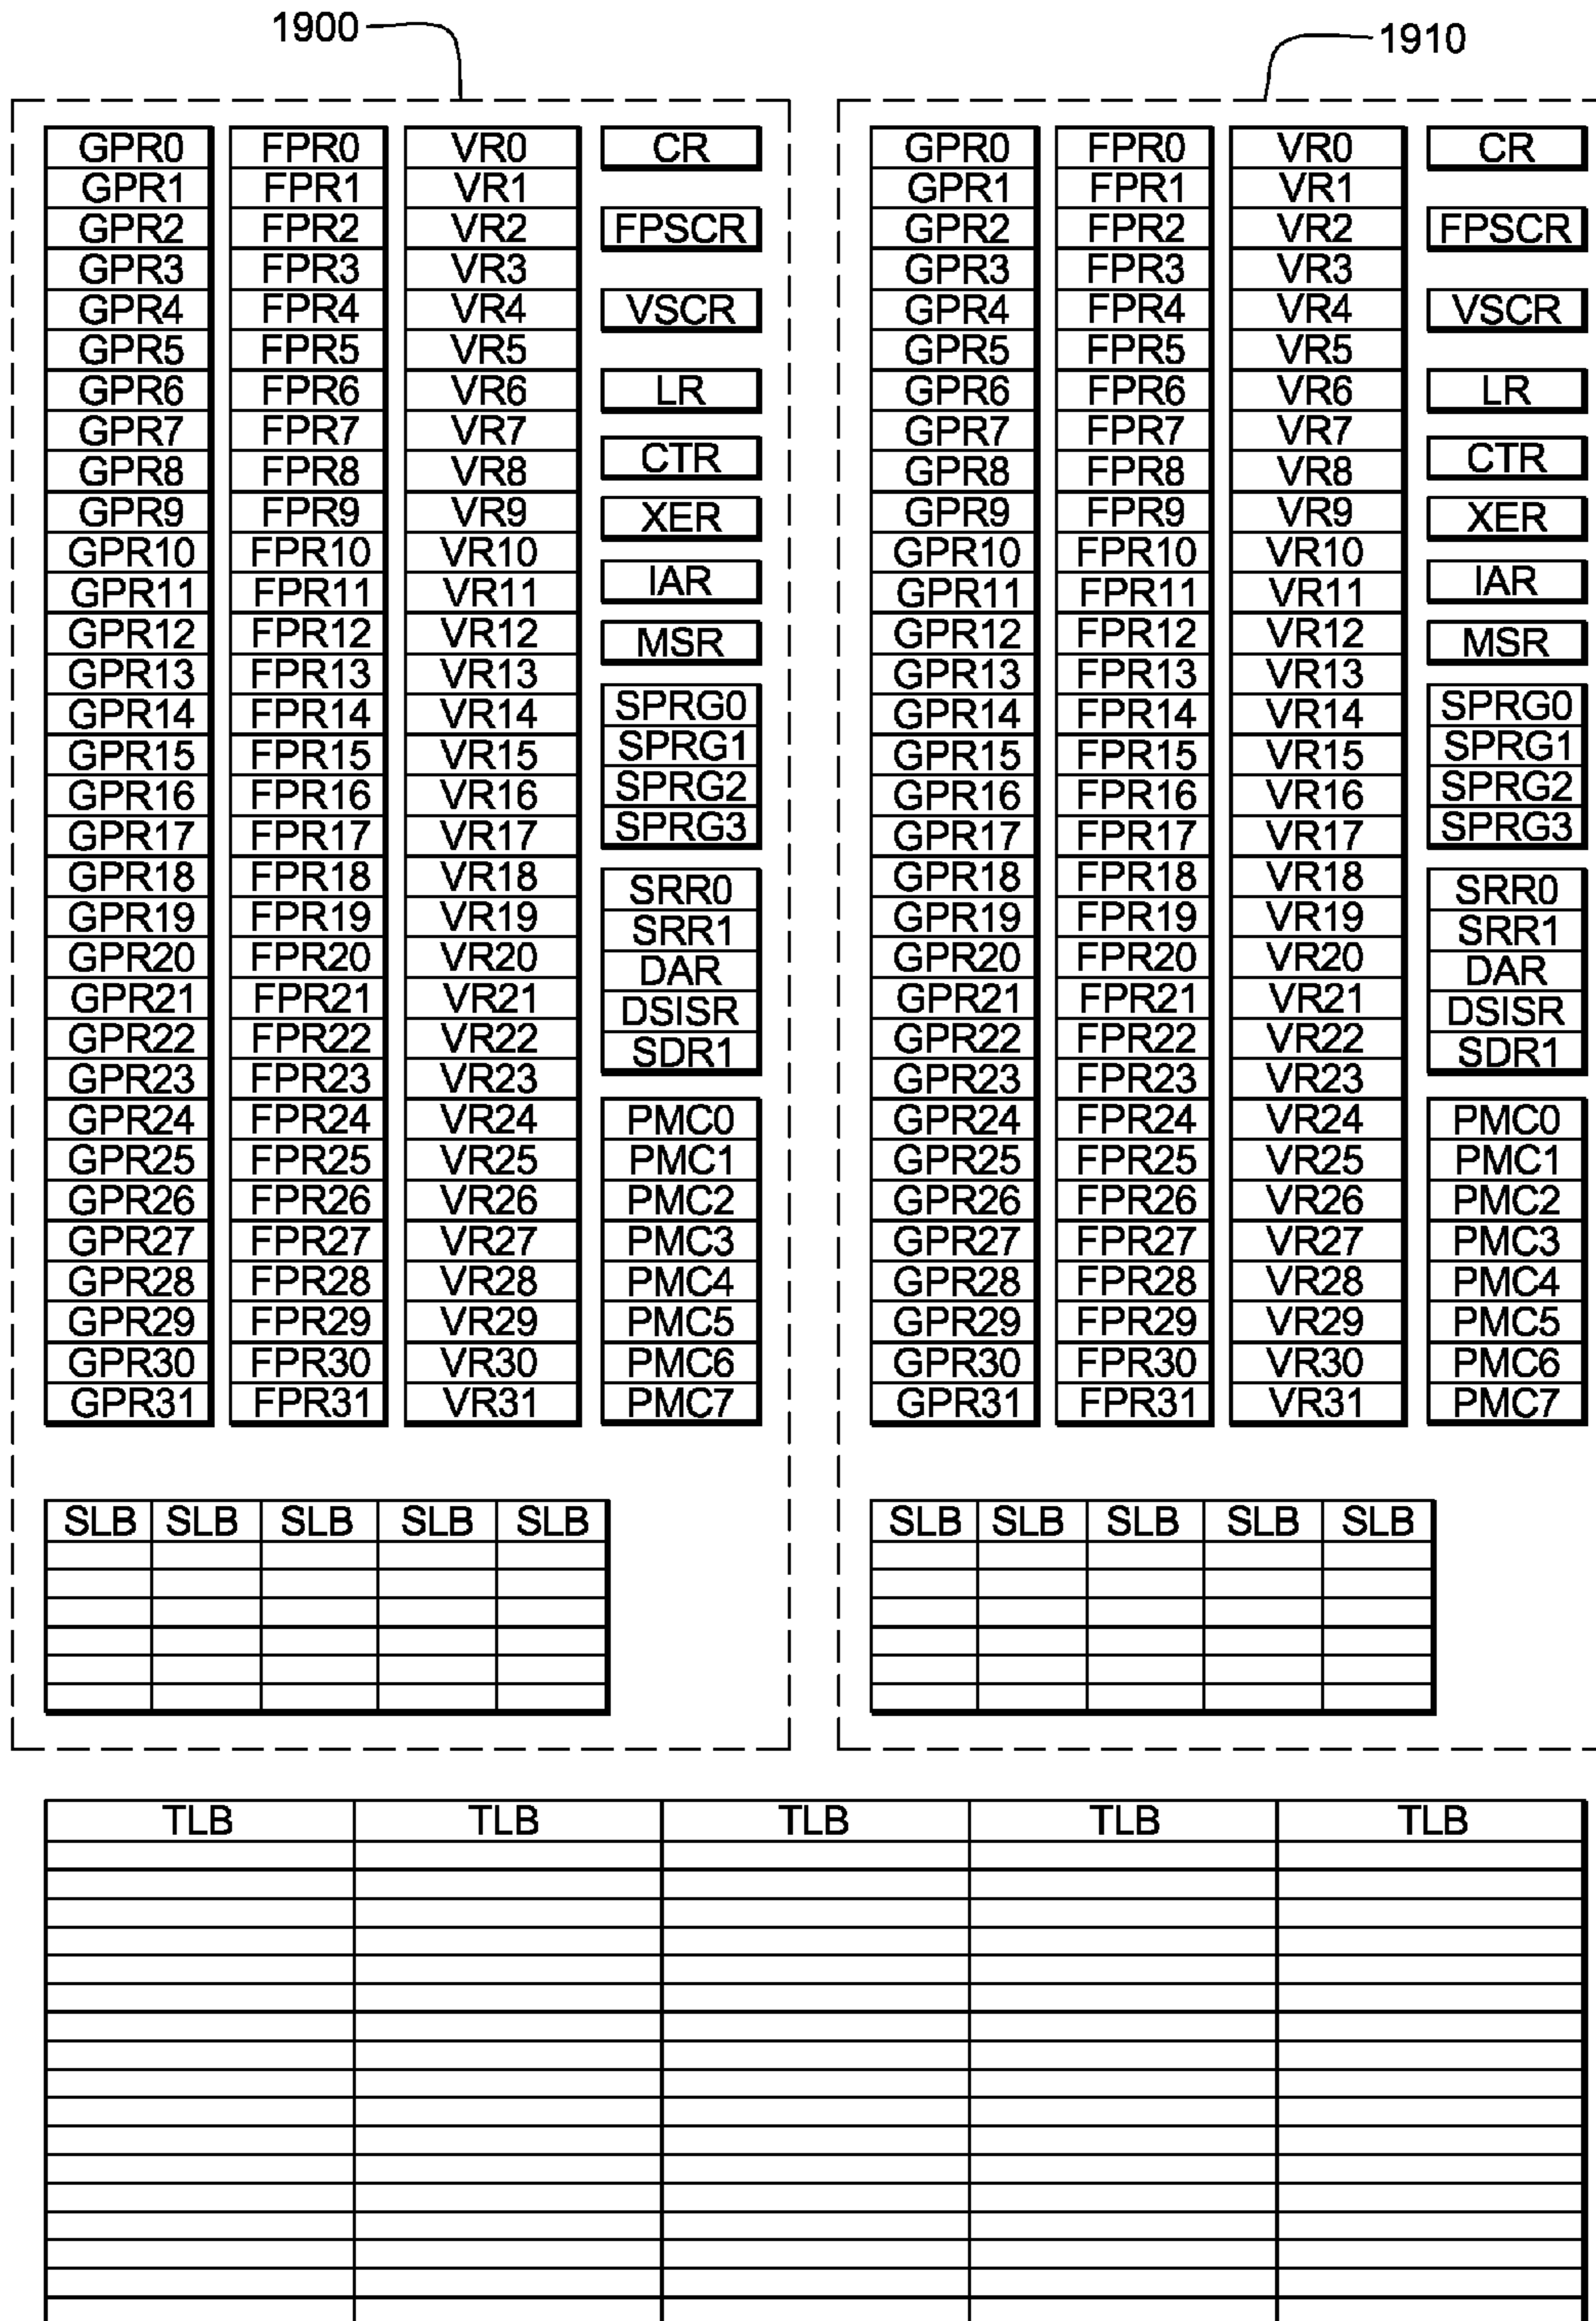 1900
1910
GPR0 FPR0 VR0 CR GPR0 FPR0 VR0 CR
GPR1 FPR1 VR1 GPR1 FPR1 VR1
GPR2 FPR2 VR2 FPSCR GPR2 FPR2 VR2 FPSCR
GPR3 FPR3 VR3 GPR3 FPR3 VR3
GPR4 FPR4 VR4 VSCR GPR4 FPR4 VR4 VSCR
GPR5 FPR5 VR5 GPR5 FPR5 VR5
GPR6 FPR6 VR6 LR GPR6 FPR6 VR6 LR
GPR7 FPR7 VR7 GPR7 FPR7 VR7
GPR8 FPR8 VR8 CTR GPR8 FPR8 VR8 CTR
GPR9 FPR9 VR9 XER GPR9 FPR9 VR9 XER
GPR10 FPR10 VR10 GPR10 FPR10 VR10
GPR11 FPR11 VR11 IAR GPR11 FPR11 VR11 IAR
GPR12 FPR12 VR12 MSR GPR12 FPR12 VR12 MSR
GPR13 FPR13 VR13 GPR13 FPR13 VR13
GPR14 FPR14 VR14 SPRG0 GPR14 FPR14 VR14 SPRG0
GPR15 FPR15 VR15 SPRG1 GPR15 FPR15 VR15 SPRG1
GPR16 FPR16 VR16 SPRG2 GPR16 FPR16 VR16 SPRG2
GPR17 FPR17 VR17 SPRG3 GPR17 FPR17 VR17 SPRG3
GPR18 FPR18 VR18 SRR0 GPR18 FPR18 VR18 SRR0
GPR19 FPR19 VR19 SRR1 GPR19 FPR19 VR19 SRR1
GPR20 FPR20 VR20 DAR GPR20 FPR20 VR20 DAR
GPR21 FPR21 VR21 DSISR GPR21 FPR21 VR21 DSISR
GPR22 FPR22 VR22 SDR1 GPR22 FPR22 VR22 SDR1
GPR23 FPR23 VR23 GPR23 FPR23 VR23
GPR24 FPR24 VR24 PMC0 GPR24 FPR24 VR24 PMC0
GPR25 FPR25 VR25 PMC1 GPR25 FPR25 VR25 PMC1
GPR26 FPR26 VR26 PMC2 GPR26 FPR26 VR26 PMC2
GPR27 FPR27 VR27 PMC3 GPR27 FPR27 VR27 PMC3
GPR28 FPR28 VR28 PMC4 GPR28 FPR28 VR28 PMC4
GPR29 FPR29 VR29 PMC5 GPR29 FPR29 VR29 PMC5
GPR30 FPR30 VR30 PMC6 GPR30 FPR30 VR30 PMC6
GPR31 FPR31 VR31 PMC7 GPR31 FPR31 VR31 PMC7
SLB SLB SLB SLB SLB SLB SLB SLB SLB SLB
TLB TLB TLB TLB TLB